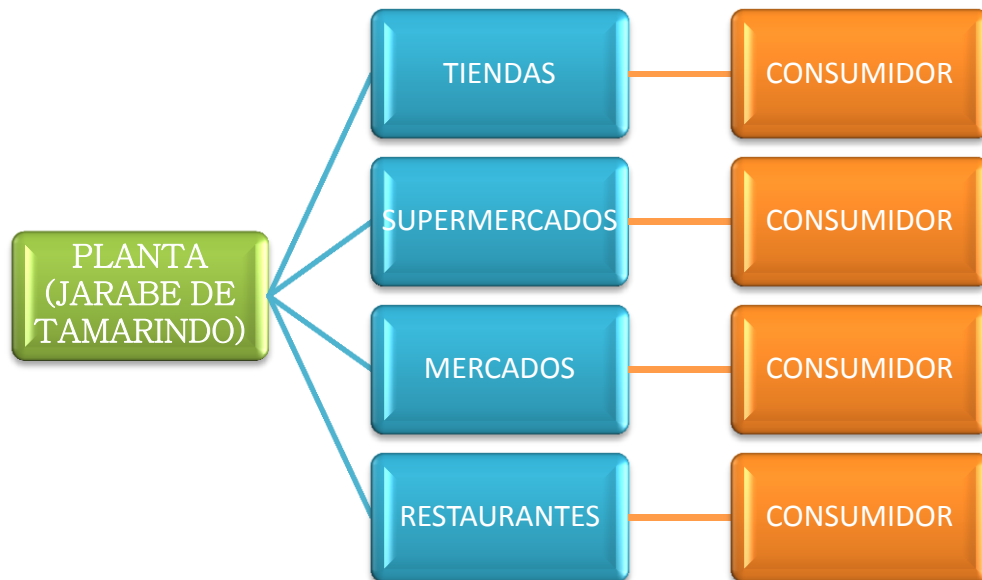 PLANTA
(JARABE DE
TAMARINDO)
TIENDAS
CONSUMIDOR
SUPERMERCADOS
CONSUMIDOR
MERCADOS
CONSUMIDOR
RESTAURANTES
CONSUMIDOR